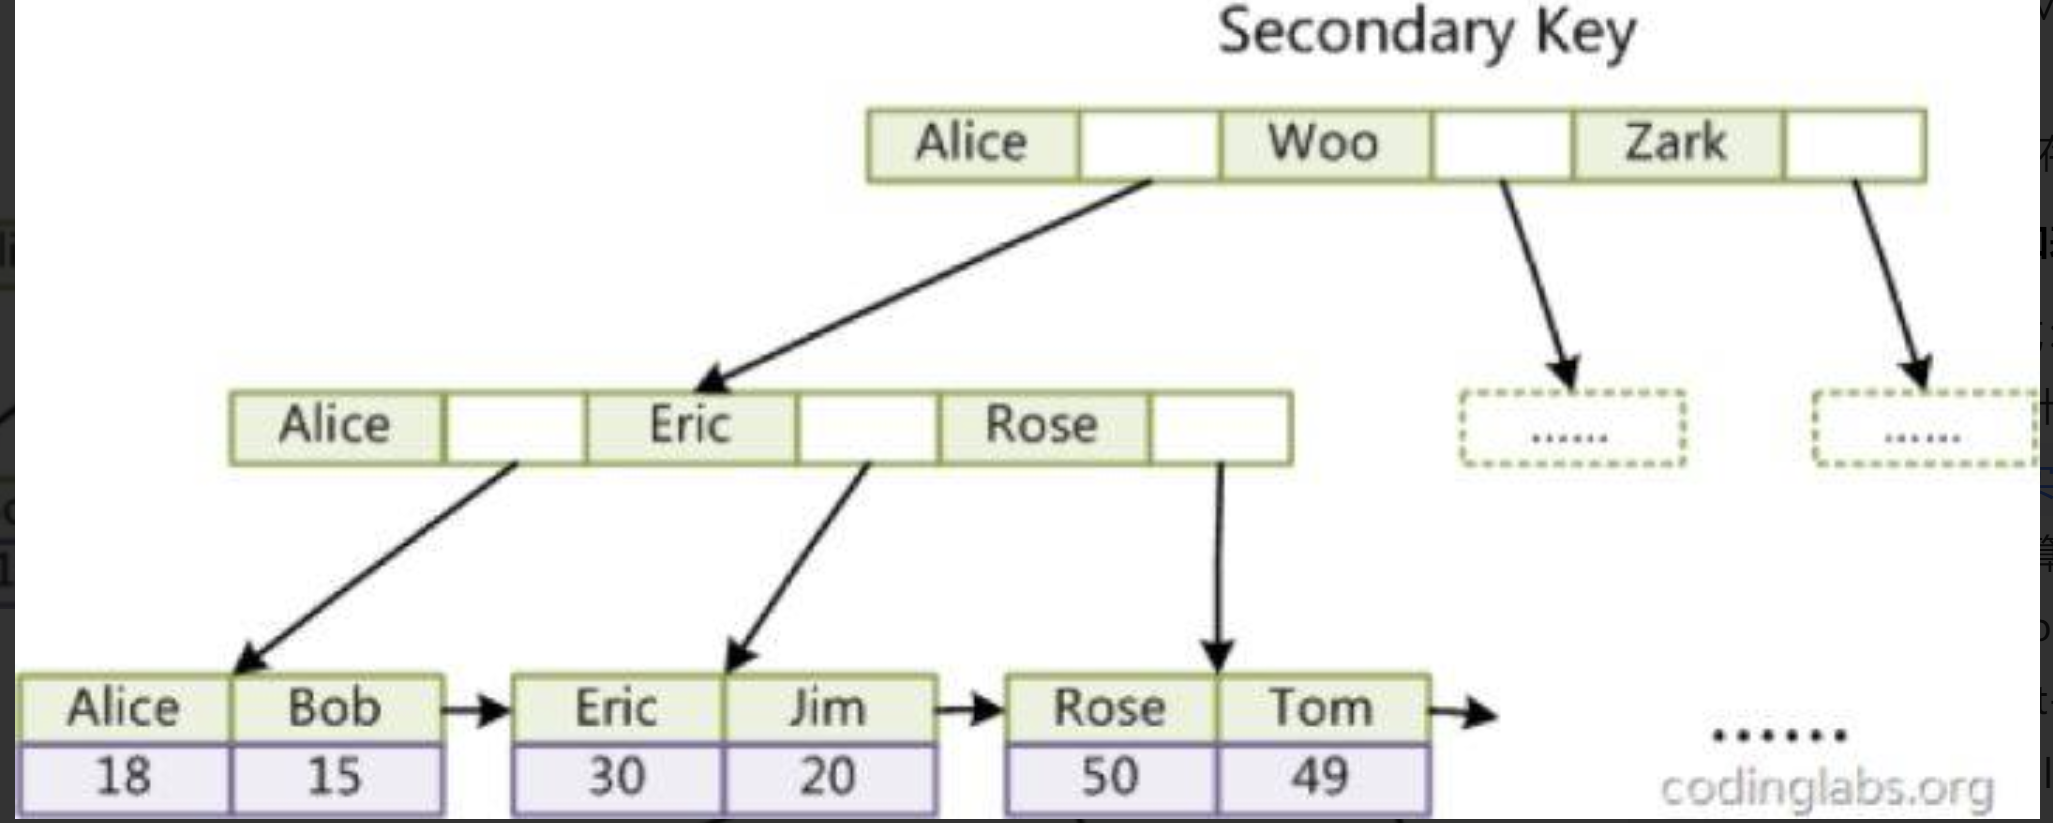 Secondary Key
Alice Woo Zark
Alice Eric Rose
...... ......
Alice Bob Eric Jim Rose Tom
......
18 15 30 20 50 49
codinglabs.org